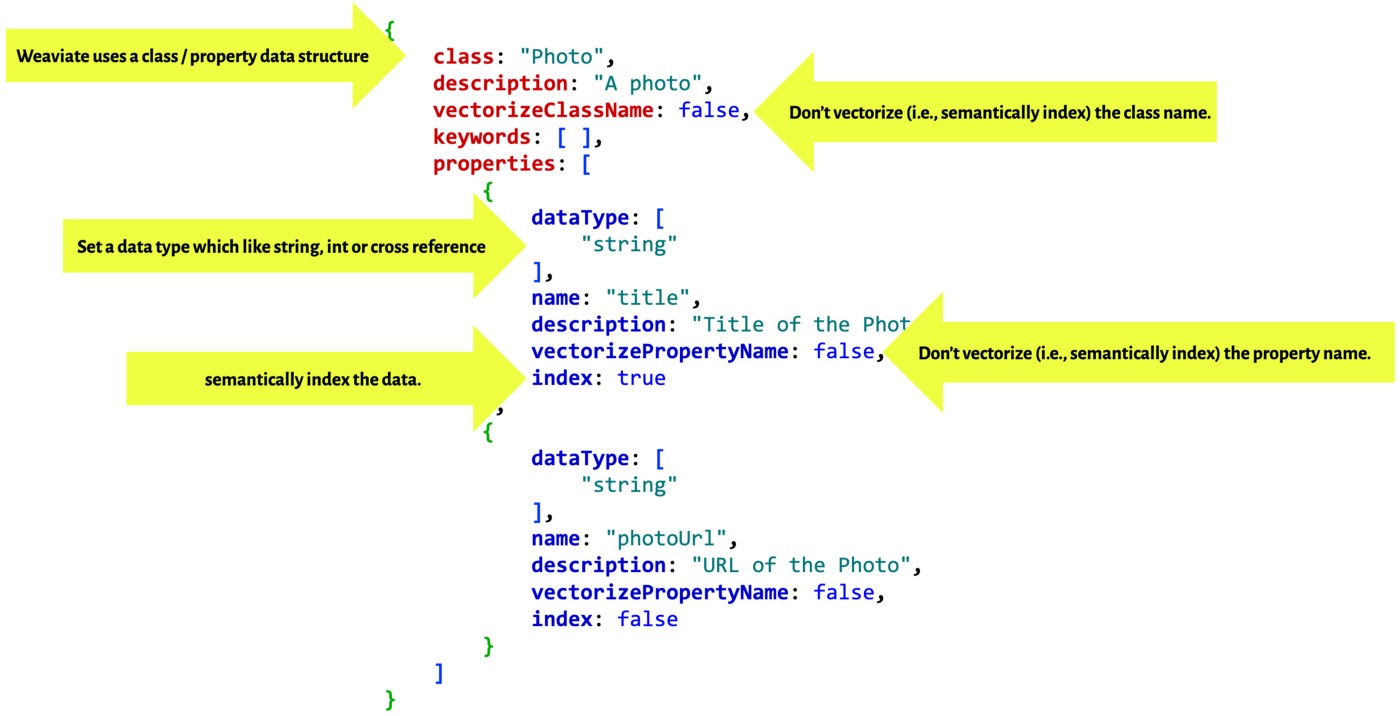 {
Weaviate uses a class / property data structure
class: "Photo",
description: "A photo",
vectorizeClassName: false,
Don't vectorize (i.e., semantically index) the class name.
keywords: [ ],
properties: [
{
dataType: [
Set a data type which like string, int or cross reference
"string"
],
name: "title",
description: "Title of the Phot
vectorizePropertyName: false,
Don't vectorize (i.e., semantically index) the property name.
semantically index the data.
index: true
,
{
dataType: [
"string"
],
name: "photoUrl",
description: "URL of the Photo",
vectorizePropertyName: false,
index: false
}
]
}